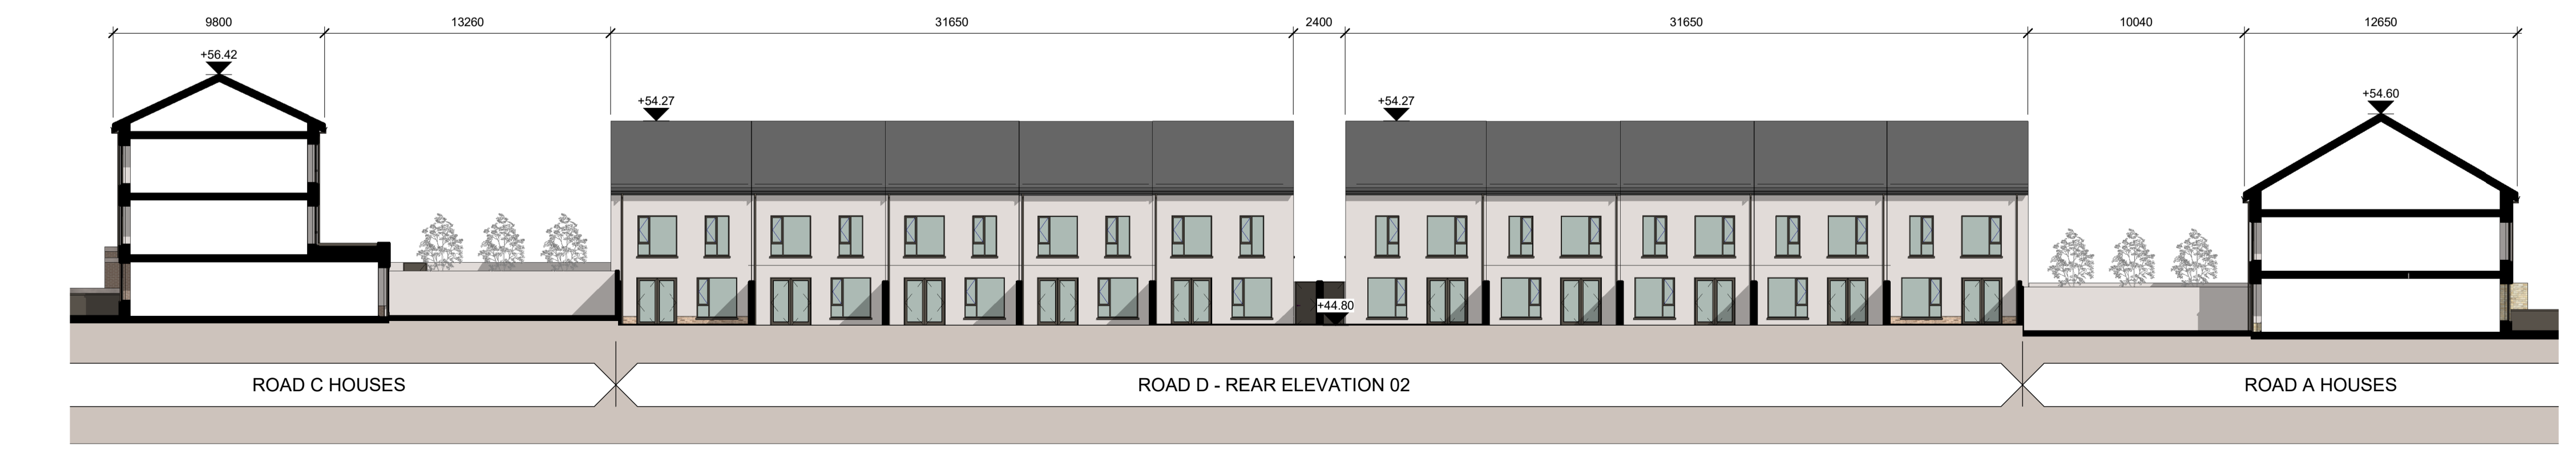 9800 13260 31650 2400 31650 10040 12650
+56.42
+54.27 +54.27 +54.60
+44.80
ROAD C HOUSES ROAD D - REAR ELEVATION 02 ROAD A HOUSES